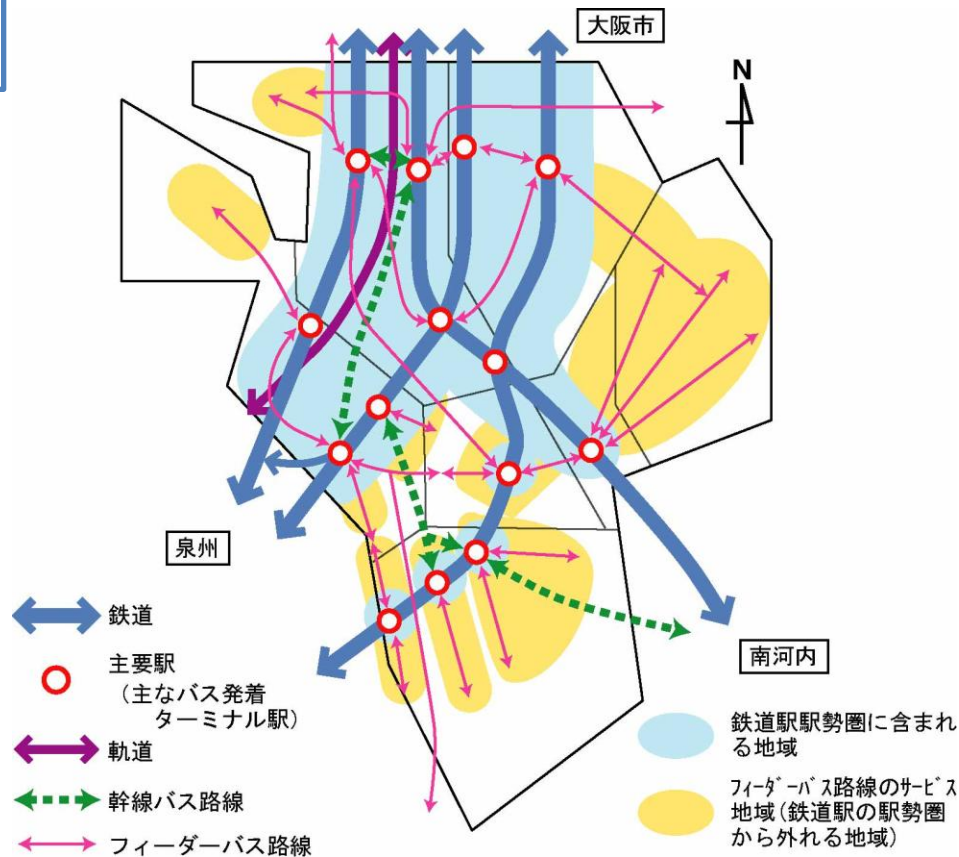 大阪市
N
泉州
南河内
鉄道
主要駅
(主なバス発着
ターミナル駅)
軌道
幹線バス路線
フィーダーバス路線
鉄道駅駅勢圏に含まれ
る地域
フィーダーバス路線のサービス
地域(鉄道駅の駅勢圏
から外れる地域)